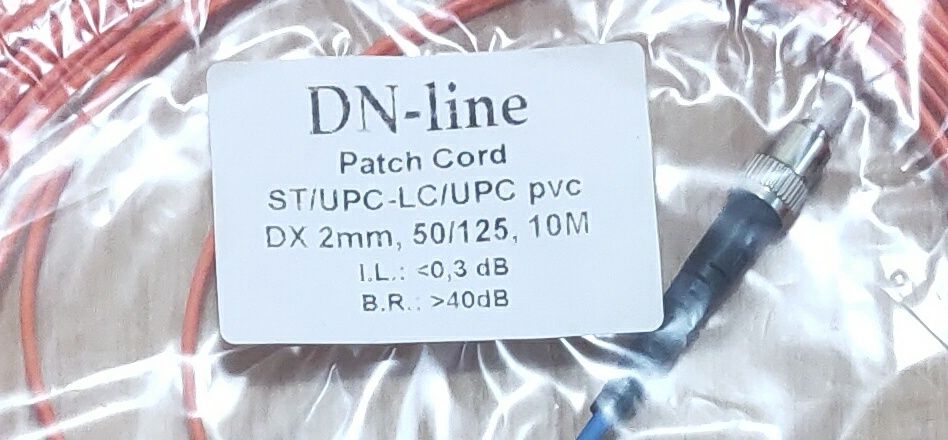 DN-line
Patch Cord
ST/UPC-LC/UPC pvc
DX 2mm, 50/125, 10M
I.L.: <0,3 dB
B.R.: >40dB